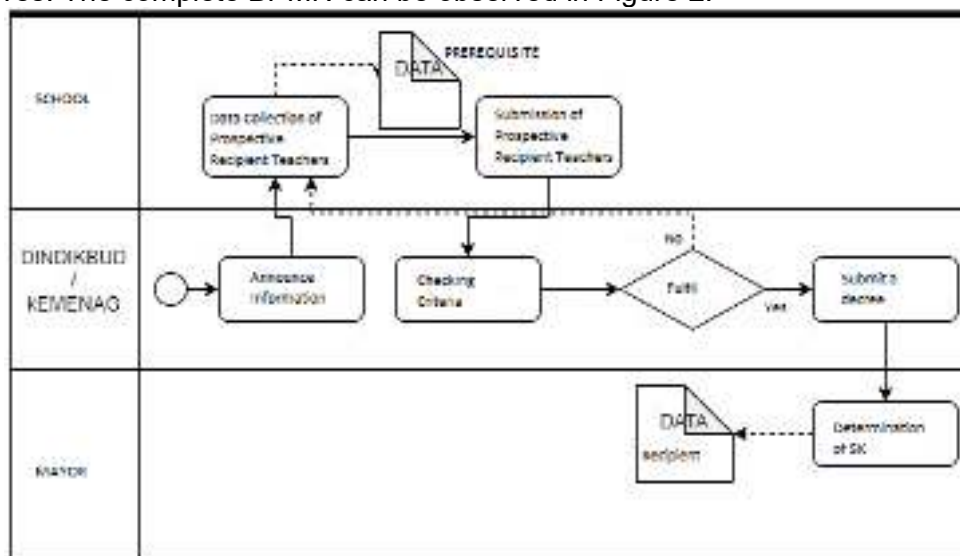 res. The complete BPMN can be observed in Figure 2.
SCHOOL
DATA
PREREQUISITE
Data Collection of
Prospective
Recipient Teachers
Submission of
Prospective
Recipient Teachers
DINDIKBUD
/
KEMENAG
Announce
Information
Checking
Criteria
No
Fulfil
Yes
Submit a
decree
MAYOR
DATA
Recipient
Determination
of SK